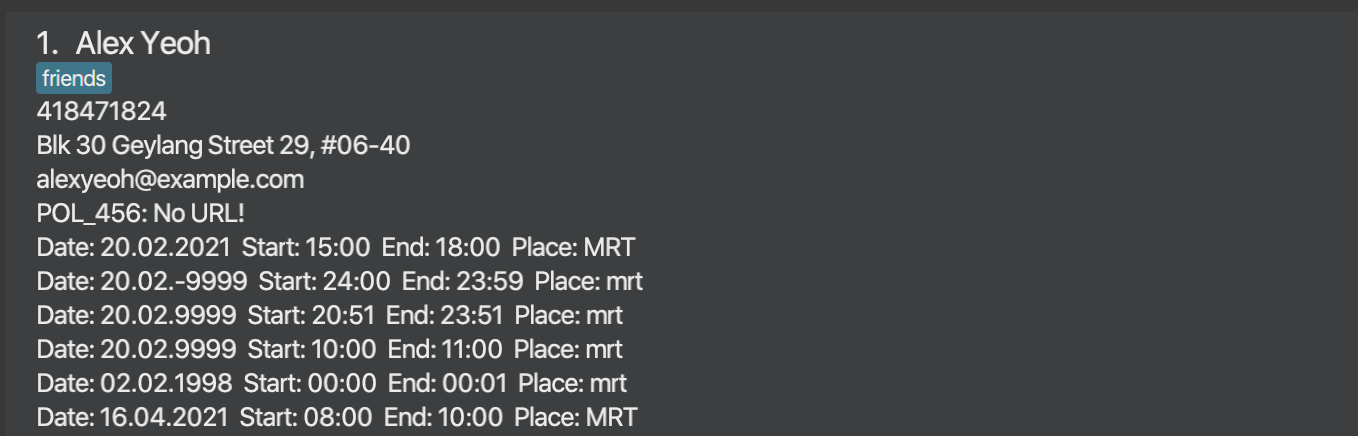 1. Alex Yeoh
friends
418471824
Blk 30 Geylang Street 29, #06-40
alexyeoh@example.com
POL_456: No URL!
Date: 20.02.2021 Start: 15:00 End: 18:00 Place: MRT
Date: 20.02.-9999 Start: 24:00 End: 23:59 Place: mrt
Date: 20.02.9999 Start: 20:51 End: 23:51 Place: mrt
Date: 20.02.9999 Start: 10:00 End: 11:00 Place: mrt
Date: 02.02.1998 Start: 00:00 End: 00:01 Place: mrt
Date: 16.04.2021 Start: 08:00 End: 10:00 Place: MRT